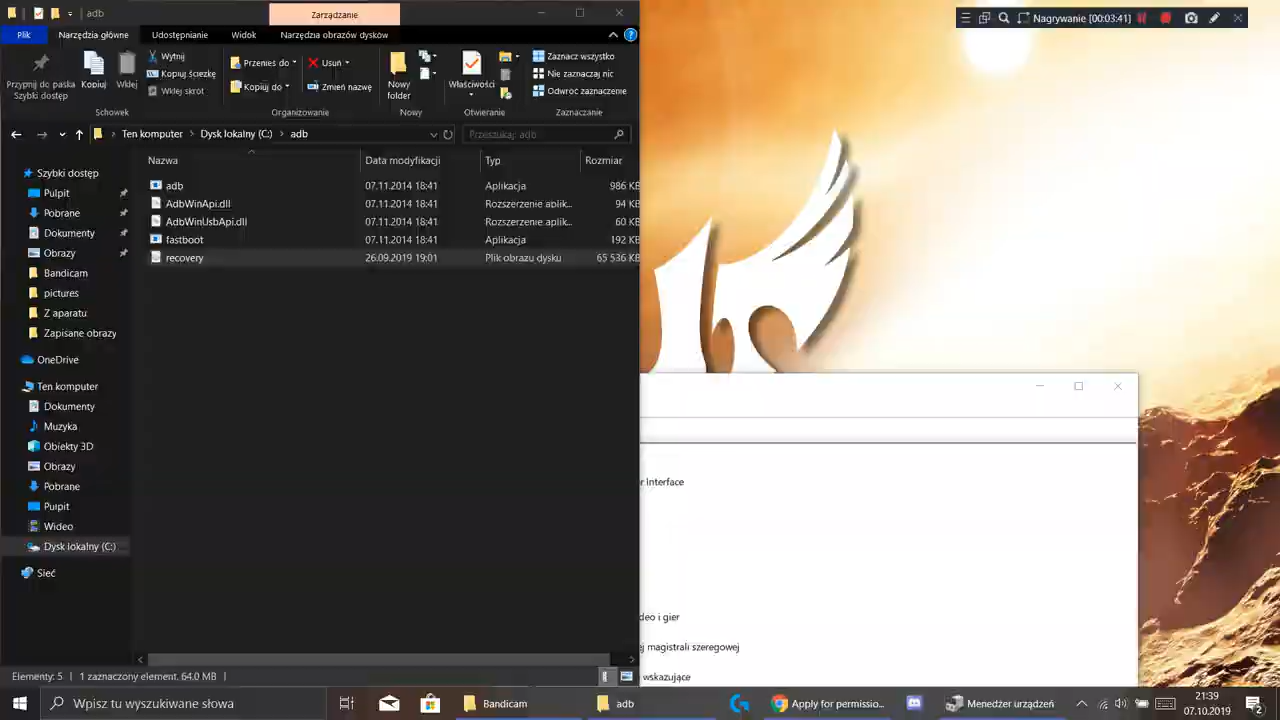 adb
Zarządzanie
Nagrywanie [00:03:41]
Plik
Narzędzia główne
Udostępnianie
Widok
Narzędzia obrazów dysków
Przypnij do paska
Szybki dostęp
Kopiuj
Wklej
Wytnij
Kopiuj ścieżkę
Wklej skrót
Przenieś do
Kopiuj do
Usuń
Zmień nazwę
Nowy
folder
Właściwości
Zaznacz wszystko
Nie zaznaczaj nic
Odwróć zaznaczenie
Schowek
Organizowanie
Nowy
Otwieranie
Zaznaczanie
Ten komputer > Dysk lokalny (C:) > adb
Przeszukaj: adb
Nazwa Data modyfikacji Typ Rozmiar
adb 07.11.2014 18:41 Aplikacja 986 KB
AdbWinApi.dll 07.11.2014 18:41 Rozszerzenie aplik... 94 KB
AdbWinUsbApi.dll 07.11.2014 18:41 Rozszerzenie aplik... 60 KB
fastboot 07.11.2014 18:41 Aplikacja 192 KB
recovery 26.09.2019 19:01 Plik obrazu dysku 65 536 KB
Szybki dostęp
Pulpit
Pobrane
Dokumenty
Obrazy
Bandicam
pictures
Z aparatu
Zapisane obrazy
OneDrive
Ten komputer
Dokumenty
Muzyka
Obiekty 3D
Obrazy
Pobrane
Pulpit
Wideo
Dysk lokalny (C:)
Sieć
r Interface
deo i gier
ej magistrali szeregowej
wskazujące
Elementy: 5
1 zaznaczony element. 64.0 MB
Wpisz tu wyszukiwane słowa
Bandicam
adb
Apply for permissio...
Menedżer urządzeń
21:39
07.10.2019
2